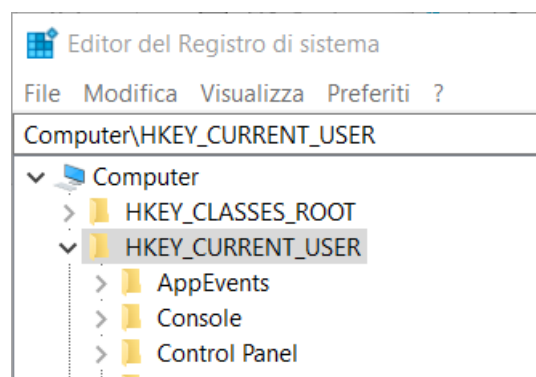 Editor del Registro di sistema
File Modifica Visualizza Preferiti ?
Computer\HKEY_CURRENT_USER
Computer
HKEY_CLASSES_ROOT
HKEY_CURRENT_USER
AppEvents
Console
Control Panel